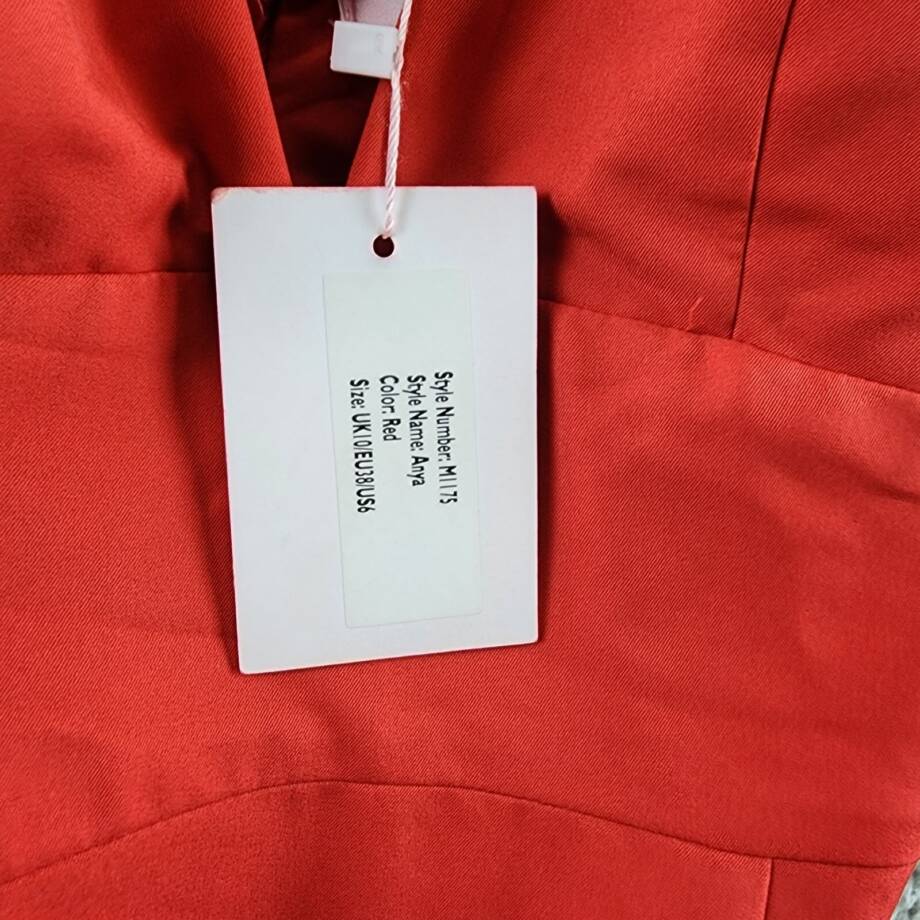 Style Number: M1175
Style Name: Anya
Color: Red
Size: UK10/EU38/US6